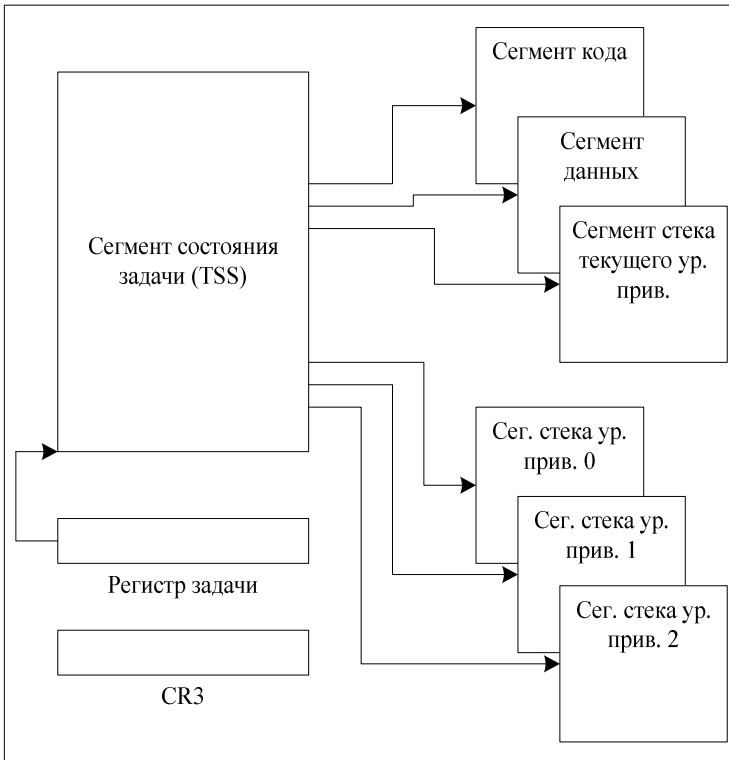 Сегмент кода
Сегмент
данных
Сегмент стека
текущего ур.
прив.
Сегмент состояния
задачи (TSS)
Сег. стека ур.
прив. 0
Сег. стека ур.
прив. 1
Сег. стека ур.
прив. 2
Регистр задачи
CR3